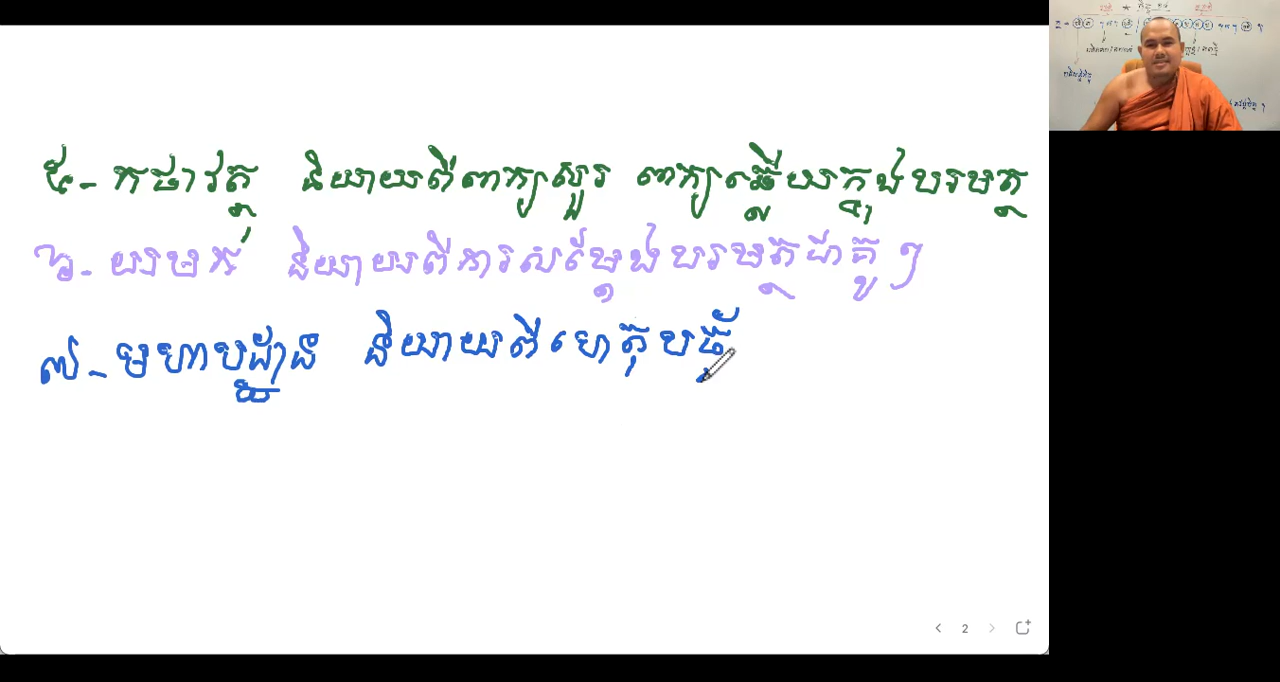 ៥- កថាវត្ថុ និយាយពីពាក្យសួរ ពាក្យឆ្លើយក្នុងបរមត្ថ
៦- យមក និយាយពីការសម្ដែងបរមត្ថជាគូៗ
៧- មហាបដ្ឋាន និយាយពីហេតុបច្ច័
2